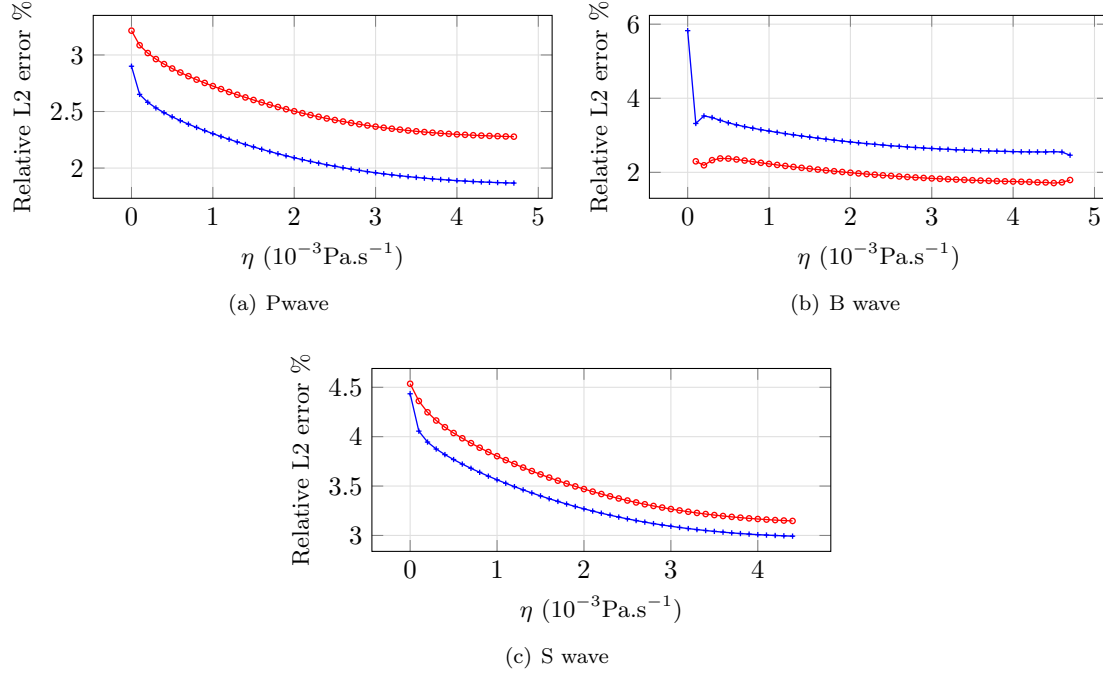 Relative L2 error %
3
2.5
2
0 1 2 3 4 5
η (10⁻³Pa.s⁻¹)
(a) Pwave
Relative L2 error %
6
4
2
0 1 2 3 4 5
η (10⁻³Pa.s⁻¹)
(b) B wave
Relative L2 error %
4.5
4
3.5
3
0 1 2 3 4
η (10⁻³Pa.s⁻¹)
(c) S wave